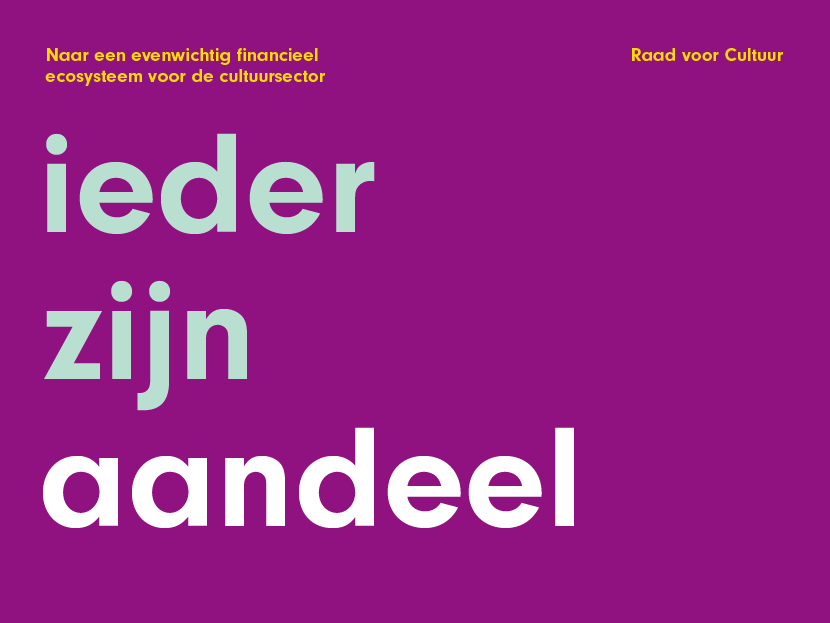 Naar een evenwichtig financieel
ecosysteem voor de cultuursector
Raad voor Cultuur
ieder
zijn
aandeel